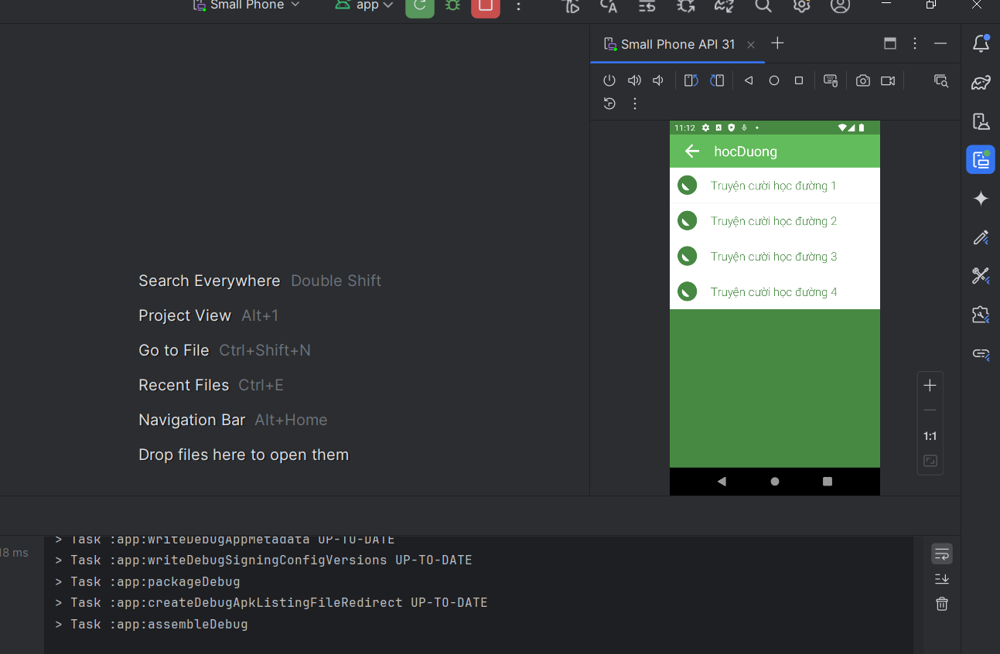 Small Phone
app
Small Phone API 31
11:12
hocDuong
Truyện cười học đường 1
Truyện cười học đường 2
Truyện cười học đường 3
Truyện cười học đường 4
Search Everywhere Double Shift
Project View Alt+1
Go to File Ctrl+Shift+N
Recent Files Ctrl+E
Navigation Bar Alt+Home
Drop files here to open them
1:1
18 ms
> Task :app:writeDebugAppMetadata UP-TO-DATE
> Task :app:writeDebugSigningConfigVersions UP-TO-DATE
> Task :app:packageDebug
> Task :app:createDebugApkListingFileRedirect UP-TO-DATE
> Task :app:assembleDebug